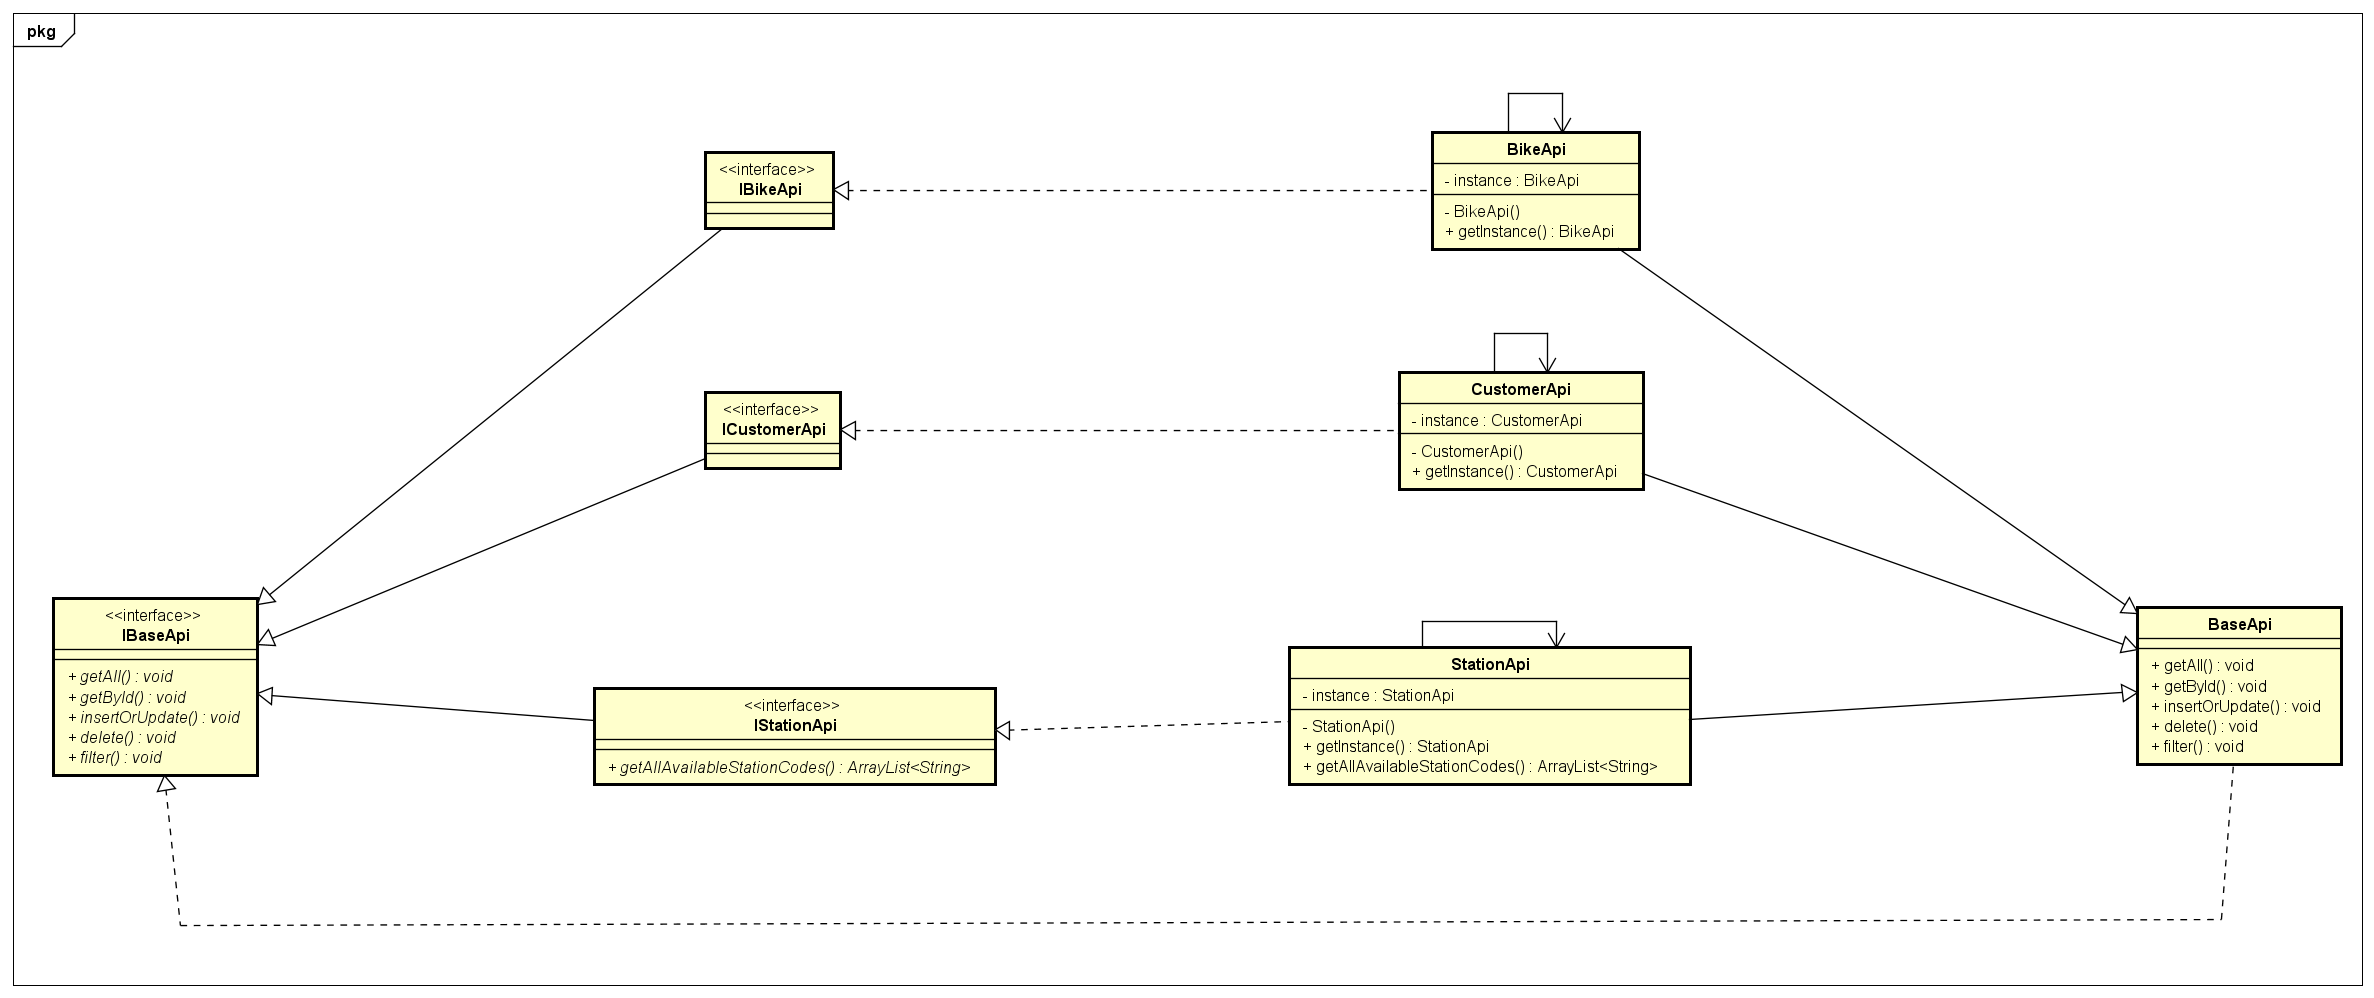 pkg
<<interface>>
IBikeApi
BikeApi
- instance : BikeApi
- BikeApi()
+ getInstance() : BikeApi
<<interface>>
ICustomerApi
CustomerApi
- instance : CustomerApi
- CustomerApi()
+ getInstance() : CustomerApi
<<interface>>
IBaseApi
+ getAll() : void
+ getById() : void
+ insertOrUpdate() : void
+ delete() : void
+ filter() : void
<<interface>>
IStationApi
+ getAllAvailableStationCodes() : ArrayList<String>
StationApi
- instance : StationApi
- StationApi()
+ getInstance() : StationApi
+ getAllAvailableStationCodes() : ArrayList<String>
BaseApi
+ getAll() : void
+ getById() : void
+ insertOrUpdate() : void
+ delete() : void
+ filter() : void